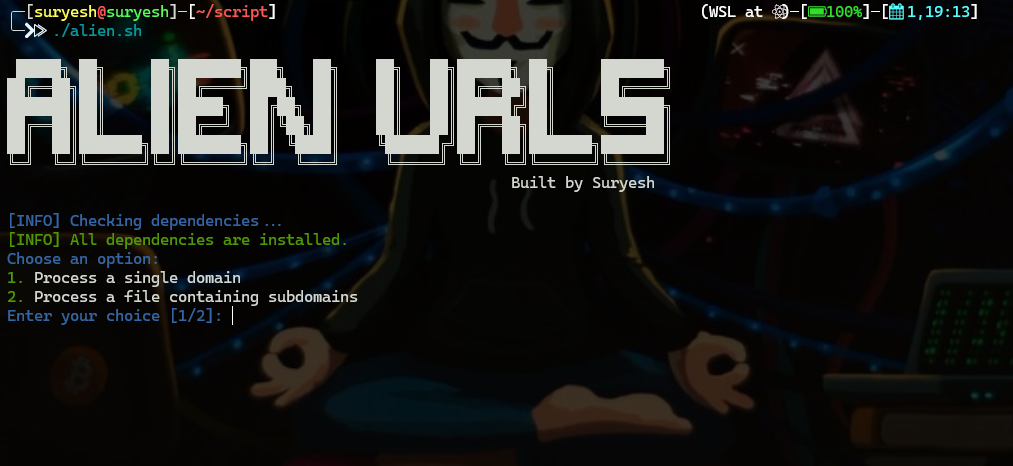 [suryesh@suryesh]-[~/script] (WSL at -[100%]-[1,19:13]
./alien.sh
ALIEN URLS
Built by Suryesh
[INFO] Checking dependencies...
[INFO] All dependencies are installed.
Choose an option:
1. Process a single domain
2. Process a file containing subdomains
Enter your choice [1/2]: